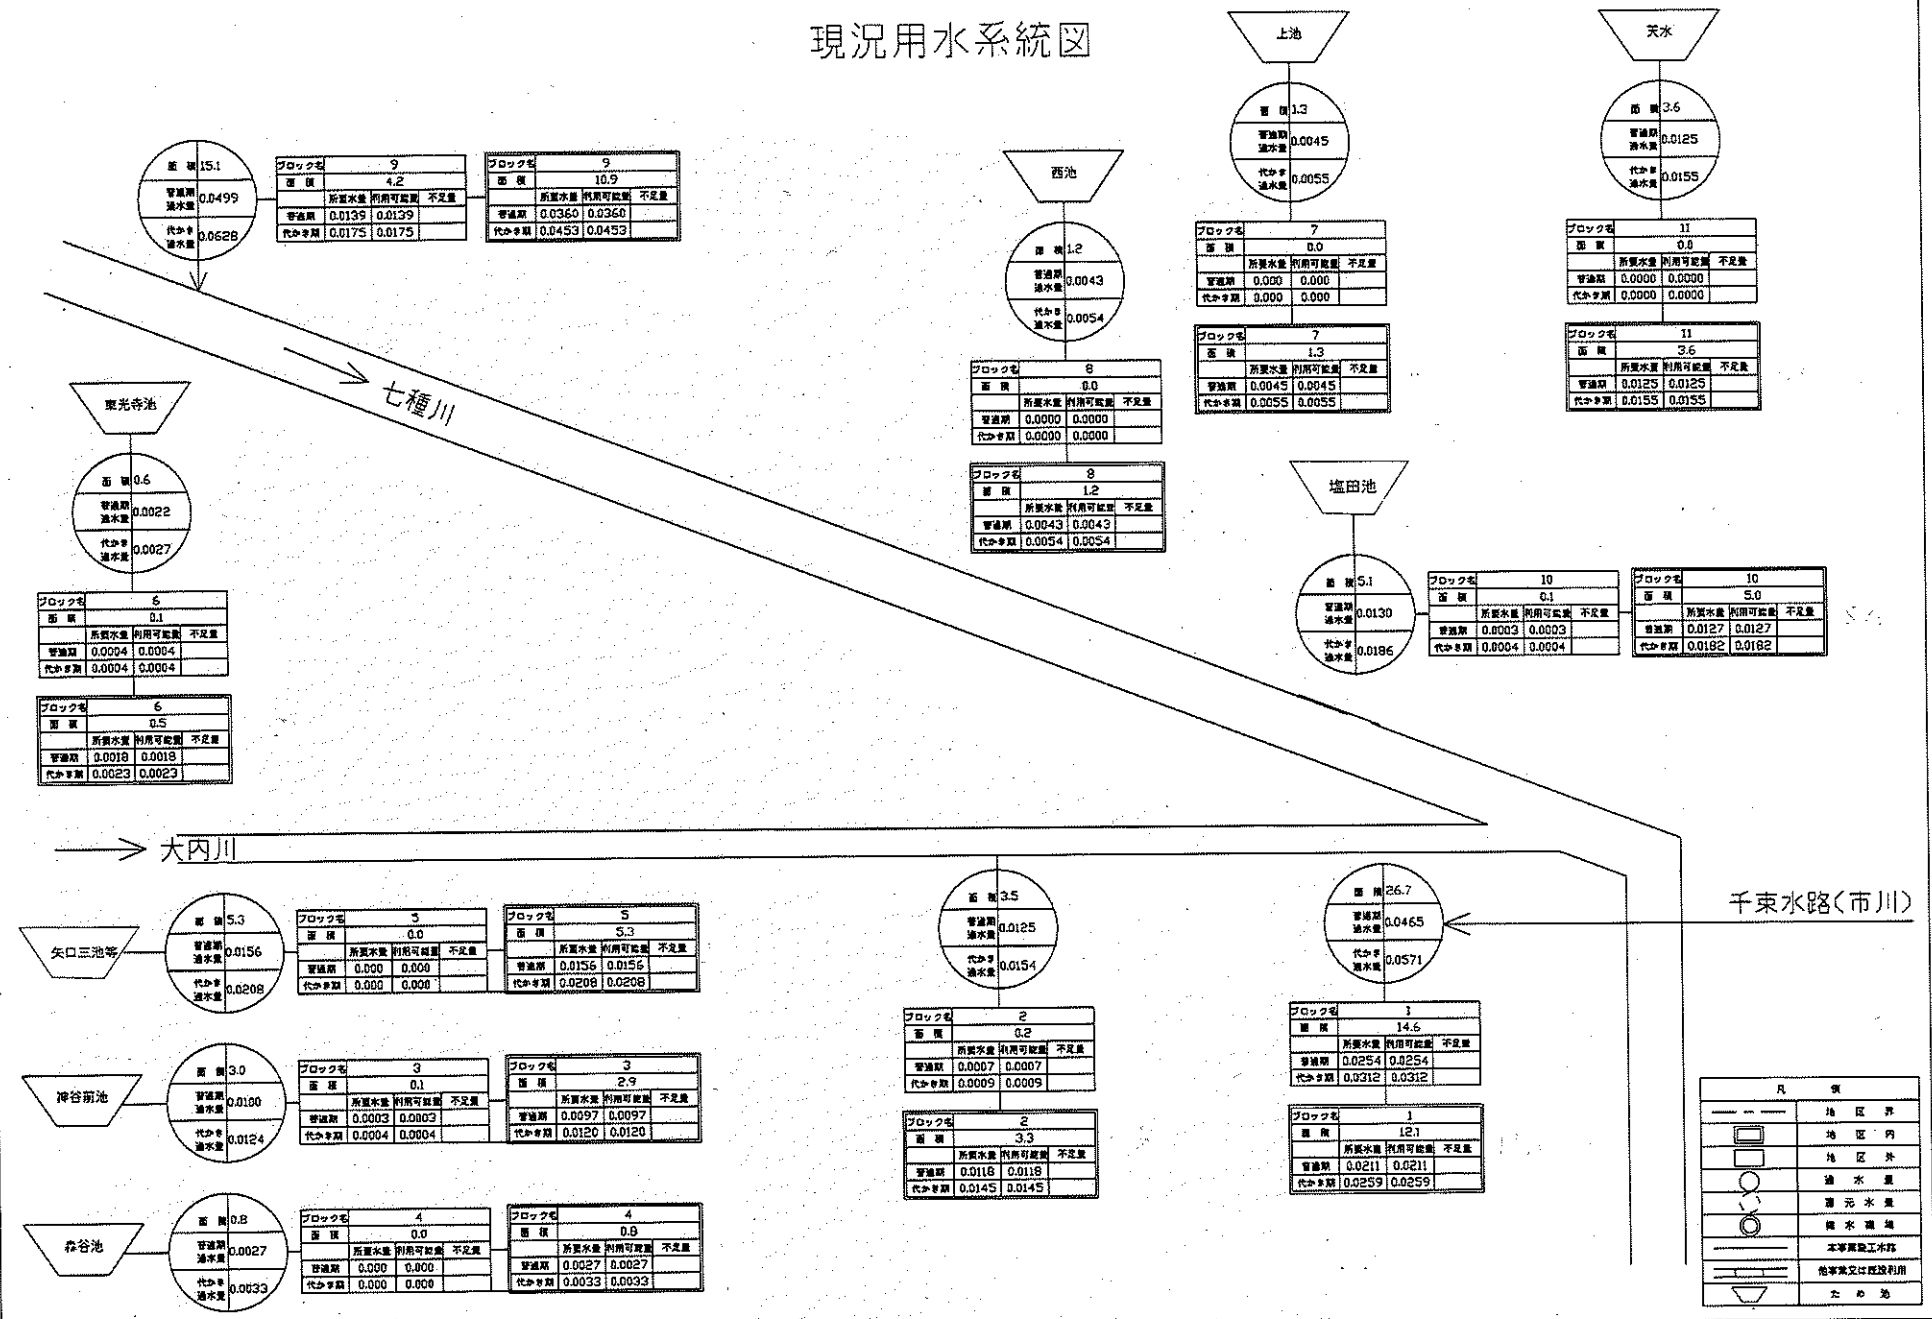 現況用水系統図
面 積 15.1
普通期通水量 0.0499
代かき通水量 0.0628
ブロック名 9
面 積 4.2
所要水量 利用可能量 不足量
普通期 0.0139 0.0139
代かき期 0.0175 0.0175
ブロック名 9
面 積 10.9
所要水量 利用可能量 不足量
普通期 0.0360 0.0360
代かき期 0.0453 0.0453
西池
面 積 1.2
普通期通水量 0.0043
代かき通水量 0.0054
ブロック名 8
面 積 0.0
所要水量 利用可能量 不足量
普通期 0.0000 0.0000
代かき期 0.0000 0.0000
ブロック名 8
面 積 1.2
所要水量 利用可能量 不足量
普通期 0.0043 0.0043
代かき期 0.0054 0.0054
上池
面 積 1.3
普通期通水量 0.0045
代かき通水量 0.0055
ブロック名 7
面 積 0.0
所要水量 利用可能量 不足量
普通期 0.000 0.000
代かき期 0.000 0.000
ブロック名 7
面 積 1.3
所要水量 利用可能量 不足量
普通期 0.0045 0.0045
代かき期 0.0055 0.0055
天水
面 積 3.6
普通期通水量 0.0125
代かき通水量 0.0155
ブロック名 11
面 積 0.0
所要水量 利用可能量 不足量
普通期 0.0000 0.0000
代かき期 0.0000 0.0000
ブロック名 11
面 積 3.6
所要水量 利用可能量 不足量
普通期 0.0125 0.0125
代かき期 0.0155 0.0155
七種川
東光寺池
面 積 0.6
普通期通水量 0.0022
代かき通水量 0.0027
ブロック名 6
面 積 0.1
所要水量 利用可能量 不足量
普通期 0.0004 0.0004
代かき期 0.0004 0.0004
ブロック名 6
面 積 0.5
所要水量 利用可能量 不足量
普通期 0.0018 0.0018
代かき期 0.0023 0.0023
塩田池
面 積 5.1
普通期通水量 0.0130
代かき通水量 0.0186
ブロック名 10
面 積 0.1
所要水量 利用可能量 不足量
普通期 0.0003 0.0003
代かき期 0.0004 0.0004
ブロック名 10
面 積 5.0
所要水量 利用可能量 不足量
普通期 0.0127 0.0127
代かき期 0.0182 0.0182
大内川
矢口三池等
面 積 5.3
普通期通水量 0.0156
代かき通水量 0.0208
ブロック名 5
面 積 0.0
所要水量 利用可能量 不足量
普通期 0.000 0.000
代かき期 0.000 0.000
ブロック名 5
面 積 5.3
所要水量 利用可能量 不足量
普通期 0.0156 0.0156
代かき期 0.0208 0.0208
神谷前池
面 積 3.0
普通期通水量 0.0100
代かき通水量 0.0124
ブロック名 3
面 積 0.1
所要水量 利用可能量 不足量
普通期 0.0003 0.0003
代かき期 0.0004 0.0004
ブロック名 3
面 積 2.9
所要水量 利用可能量 不足量
普通期 0.0097 0.0097
代かき期 0.0120 0.0120
森谷池
面 積 0.8
普通期通水量 0.0027
代かき通水量 0.0033
ブロック名 4
面 積 0.0
所要水量 利用可能量 不足量
普通期 0.000 0.000
代かき期 0.000 0.000
ブロック名 4
面 積 0.8
所要水量 利用可能量 不足量
普通期 0.0027 0.0027
代かき期 0.0033 0.0033
面 積 3.5
普通期通水量 0.0125
代かき通水量 0.0154
ブロック名 2
面 積 0.2
所要水量 利用可能量 不足量
普通期 0.0007 0.0007
代かき期 0.0009 0.0009
ブロック名 2
面 積 3.3
所要水量 利用可能量 不足量
普通期 0.0118 0.0118
代かき期 0.0145 0.0145
千束水路(市川)
面 積 26.7
普通期通水量 0.0465
代かき通水量 0.0571
ブロック名 1
面 積 14.6
所要水量 利用可能量 不足量
普通期 0.0254 0.0254
代かき期 0.0312 0.0312
ブロック名 1
面 積 12.1
所要水量 利用可能量 不足量
普通期 0.0211 0.0211
代かき期 0.0259 0.0259
凡 例
地 区 界
地 区 内
地 区 外
通 水 量
還 元 水 量
揚 水 機 場
本事業施工水路
他事業又は既設利用
た め 池